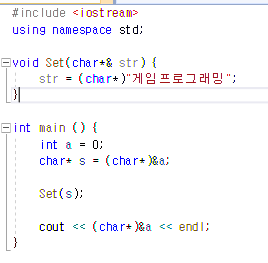 #include <iostream>
using namespace std;
void Set(char*& str) {
str = (char*)"게임프로그래밍";
}
int main () {
int a = 0;
char* s = (char*)&a;
Set(s);
cout << (char*)&a << endl;
}